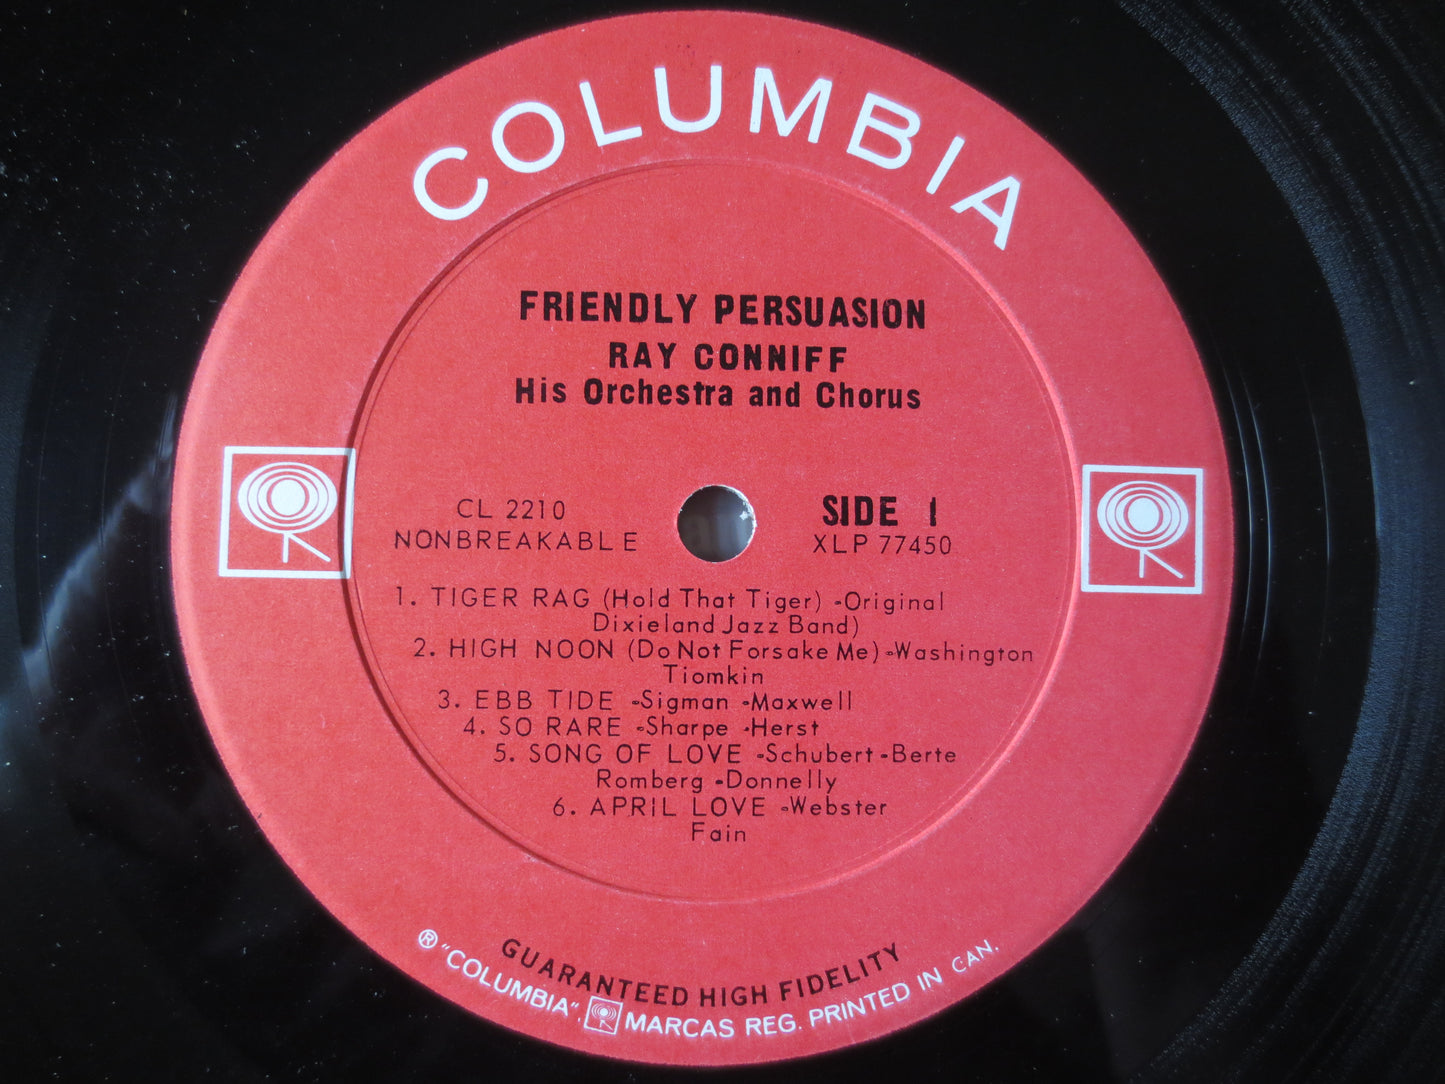 COLUMBIA
FRIENDLY PERSUASION
RAY CONNIFF
His Orchestra and Chorus
CL 2210
NONBREAKABLE
SIDE 1
XLP 77450
1. TIGER RAG (Hold That Tiger) -Original
Dixieland Jazz Band)
2. HIGH NOON (Do Not Forsake Me) -Washington
Tiomkin
3. EBB TIDE -Sigman -Maxwell
4. SO RARE -Sharpe -Herst
5. SONG OF LOVE -Schubert -Berte
Romberg -Donnelly
6. APRIL LOVE -Webster
Fain
GUARANTEED HIGH FIDELITY
® "COLUMBIA", MARCAS REG. PRINTED IN CAN.